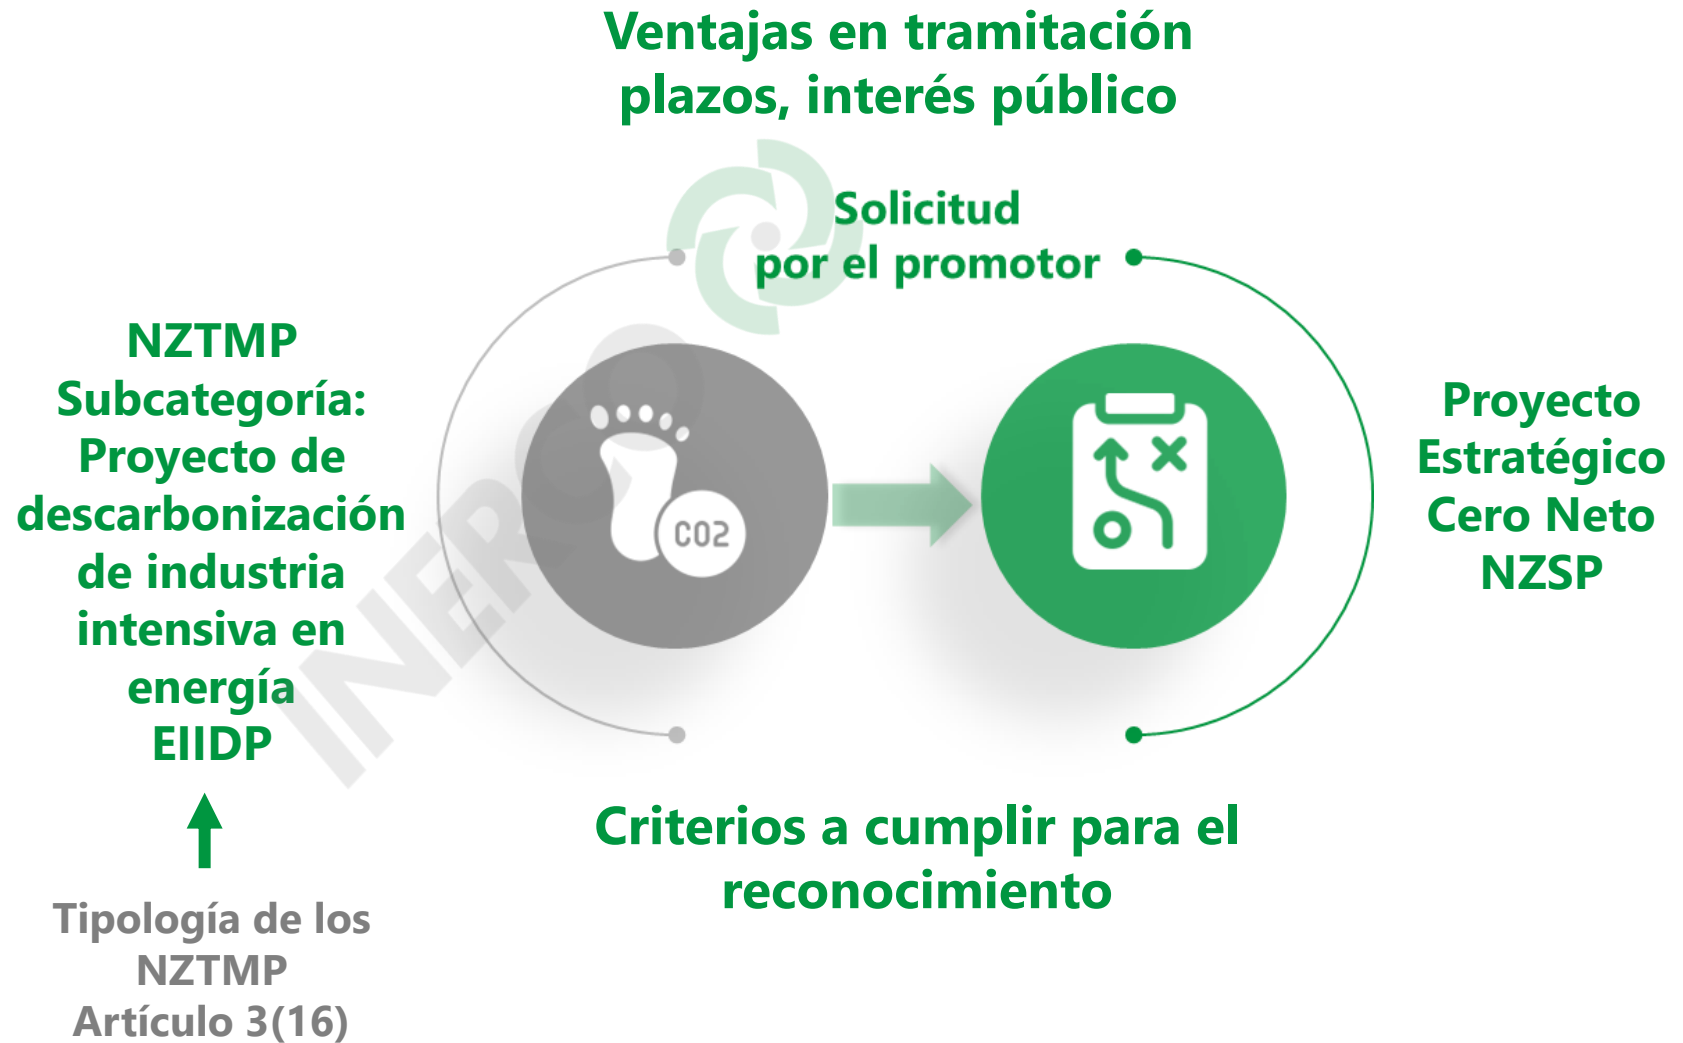 Ventajas en tramitación
plazos, interés público
Solicitud
por el promotor
NZTMP
Subcategoría:
Proyecto de
descarbonización
de industria
intensiva en
energía
EIIDP
CO2
Proyecto
Estratégico
Cero Neto
NZSP
Criterios a cumplir para el
reconocimiento
Tipología de los
NZTMP
Artículo 3(16)
INERCO